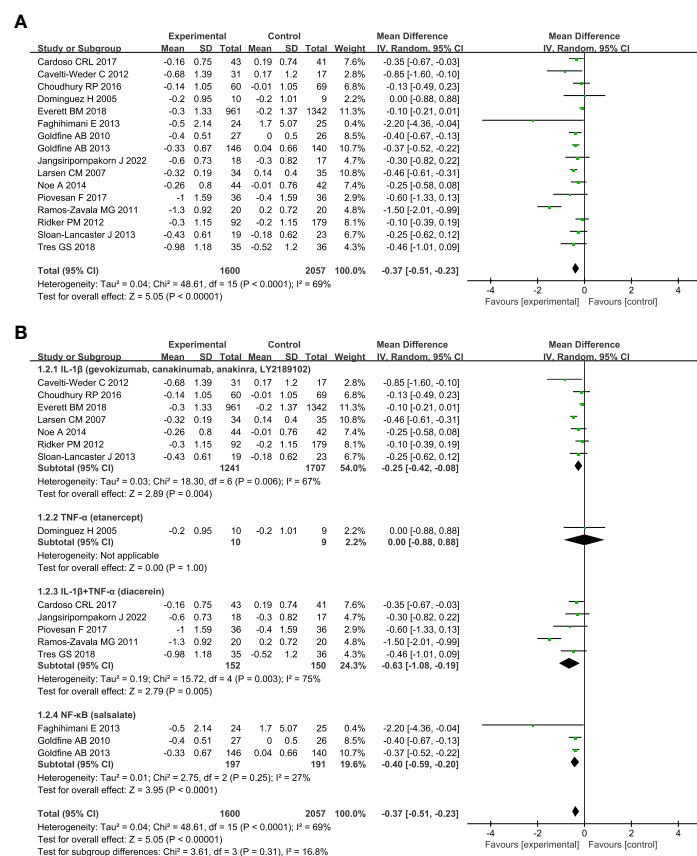 A
Experimental Control Mean Difference Mean Difference
Study or Subgroup Mean SD Total Mean SD Total Weight IV, Random, 95% CI IV, Random, 95% CI
Cardoso CRL 2017 -0.16 0.75 43 0.19 0.74 41 7.6% -0.35 [-0.67, -0.03]
Cavelti-Weder C 2012 -0.68 1.39 31 0.17 1.2 17 2.8% -0.85 [-1.60, -0.10]
Choudhury RP 2016 -0.14 1.05 60 -0.01 1.05 69 7.0% -0.13 [-0.49, 0.23]
Dominguez H 2005 -0.2 0.95 10 -0.2 1.01 9 2.2% 0.00 [-0.88, 0.88]
Everett BM 2018 -0.3 1.33 961 -0.2 1.37 1342 11.7% -0.10 [-0.21, 0.01]
Faghihimani E 2013 -0.5 2.14 24 1.7 5.07 25 0.4% -2.20 [-4.36, -0.04]
Goldfine AB 2010 -0.4 0.51 27 0 0.5 26 8.6% -0.40 [-0.67, -0.13]
Goldfine AB 2013 -0.33 0.67 146 0.04 0.66 140 10.7% -0.37 [-0.52, -0.22]
Jangsiripornpakorn J 2022 -0.6 0.73 18 -0.3 0.82 17 4.7% -0.30 [-0.82, 0.22]
Larsen CM 2007 -0.32 0.19 34 0.14 0.4 35 10.8% -0.46 [-0.61, -0.31]
Noe A 2014 -0.26 0.8 44 -0.01 0.76 42 7.5% -0.25 [-0.58, 0.08]
Piovesan F 2017 -1 1.59 36 -0.4 1.59 36 2.9% -0.60 [-1.33, 0.13]
Ramos-Zavala MG 2011 -1.3 0.92 20 0.2 0.72 20 4.7% -1.50 [-2.01, -0.99]
Ridker PM 2012 -0.3 1.15 92 -0.2 1.15 179 8.1% -0.10 [-0.39, 0.19]
Sloan-Lancaster J 2013 -0.43 0.61 19 -0.18 0.62 23 6.7% -0.25 [-0.62, 0.12]
Tres GS 2018 -0.98 1.18 35 -0.52 1.2 36 4.4% -0.46 [-1.01, 0.09]
Total (95% CI) 1600 2057 100.0% -0.37 [-0.51, -0.23]
Heterogeneity: Tau² = 0.04; Chi² = 48.61, df = 15 (P < 0.0001); I² = 69%
Test for overall effect: Z = 5.05 (P < 0.00001)
-4 -2 0 2 4
Favours [experimental] Favours [control]
B
Experimental Control Mean Difference Mean Difference
Study or Subgroup Mean SD Total Mean SD Total Weight IV, Random, 95% CI IV, Random, 95% CI
1.2.1 IL-1β (gevokizumab, canakinumab, anakinra, LY2189102)
Cavelti-Weder C 2012 -0.68 1.39 31 0.17 1.2 17 2.8% -0.85 [-1.60, -0.10]
Choudhury RP 2016 -0.14 1.05 60 -0.01 1.05 69 7.0% -0.13 [-0.49, 0.23]
Everett BM 2018 -0.3 1.33 961 -0.2 1.37 1342 11.7% -0.10 [-0.21, 0.01]
Larsen CM 2007 -0.32 0.19 34 0.14 0.4 35 10.8% -0.46 [-0.61, -0.31]
Noe A 2014 -0.26 0.8 44 -0.01 0.76 42 7.5% -0.25 [-0.58, 0.08]
Ridker PM 2012 -0.3 1.15 92 -0.2 1.15 179 8.1% -0.10 [-0.39, 0.19]
Sloan-Lancaster J 2013 -0.43 0.61 19 -0.18 0.62 23 6.7% -0.25 [-0.62, 0.12]
Subtotal (95% CI) 1241 1707 54.0% -0.25 [-0.42, -0.08]
Heterogeneity: Tau² = 0.03; Chi² = 18.30, df = 6 (P = 0.006); I² = 67%
Test for overall effect: Z = 2.89 (P = 0.004)
1.2.2 TNF-α (etanercept)
Dominguez H 2005 -0.2 0.95 10 -0.2 1.01 9 2.2% 0.00 [-0.88, 0.88]
Subtotal (95% CI) 10 9 2.2% 0.00 [-0.88, 0.88]
Heterogeneity: Not applicable
Test for overall effect: Z = 0.00 (P = 1.00)
1.2.3 IL-1β+TNF-α (diacerein)
Cardoso CRL 2017 -0.16 0.75 43 0.19 0.74 41 7.6% -0.35 [-0.67, -0.03]
Jangsiripornpakorn J 2022 -0.6 0.73 18 -0.3 0.82 17 4.7% -0.30 [-0.82, 0.22]
Piovesan F 2017 -1 1.59 36 -0.4 1.59 36 2.9% -0.60 [-1.33, 0.13]
Ramos-Zavala MG 2011 -1.3 0.92 20 0.2 0.72 20 4.7% -1.50 [-2.01, -0.99]
Tres GS 2018 -0.98 1.18 35 -0.52 1.2 36 4.4% -0.46 [-1.01, 0.09]
Subtotal (95% CI) 152 150 24.3% -0.63 [-1.08, -0.19]
Heterogeneity: Tau² = 0.19; Chi² = 15.72, df = 4 (P = 0.003); I² = 75%
Test for overall effect: Z = 2.79 (P = 0.005)
1.2.4 NF-κB (salsalate)
Faghihimani E 2013 -0.5 2.14 24 1.7 5.07 25 0.4% -2.20 [-4.36, -0.04]
Goldfine AB 2010 -0.4 0.51 27 0 0.5 26 8.6% -0.40 [-0.67, -0.13]
Goldfine AB 2013 -0.33 0.67 146 0.04 0.66 140 10.7% -0.37 [-0.52, -0.22]
Subtotal (95% CI) 197 191 19.6% -0.40 [-0.59, -0.20]
Heterogeneity: Tau² = 0.01; Chi² = 2.75, df = 2 (P = 0.25); I² = 27%
Test for overall effect: Z = 3.95 (P < 0.0001)
Total (95% CI) 1600 2057 100.0% -0.37 [-0.51, -0.23]
Heterogeneity: Tau² = 0.04; Chi² = 48.61, df = 15 (P < 0.0001); I² = 69%
Test for overall effect: Z = 5.05 (P < 0.00001)
Test for subgroup differences: Chi² = 3.61, df = 3 (P = 0.31), I² = 16.8%
-4 -2 0 2 4
Favours [experimental] Favours [control]